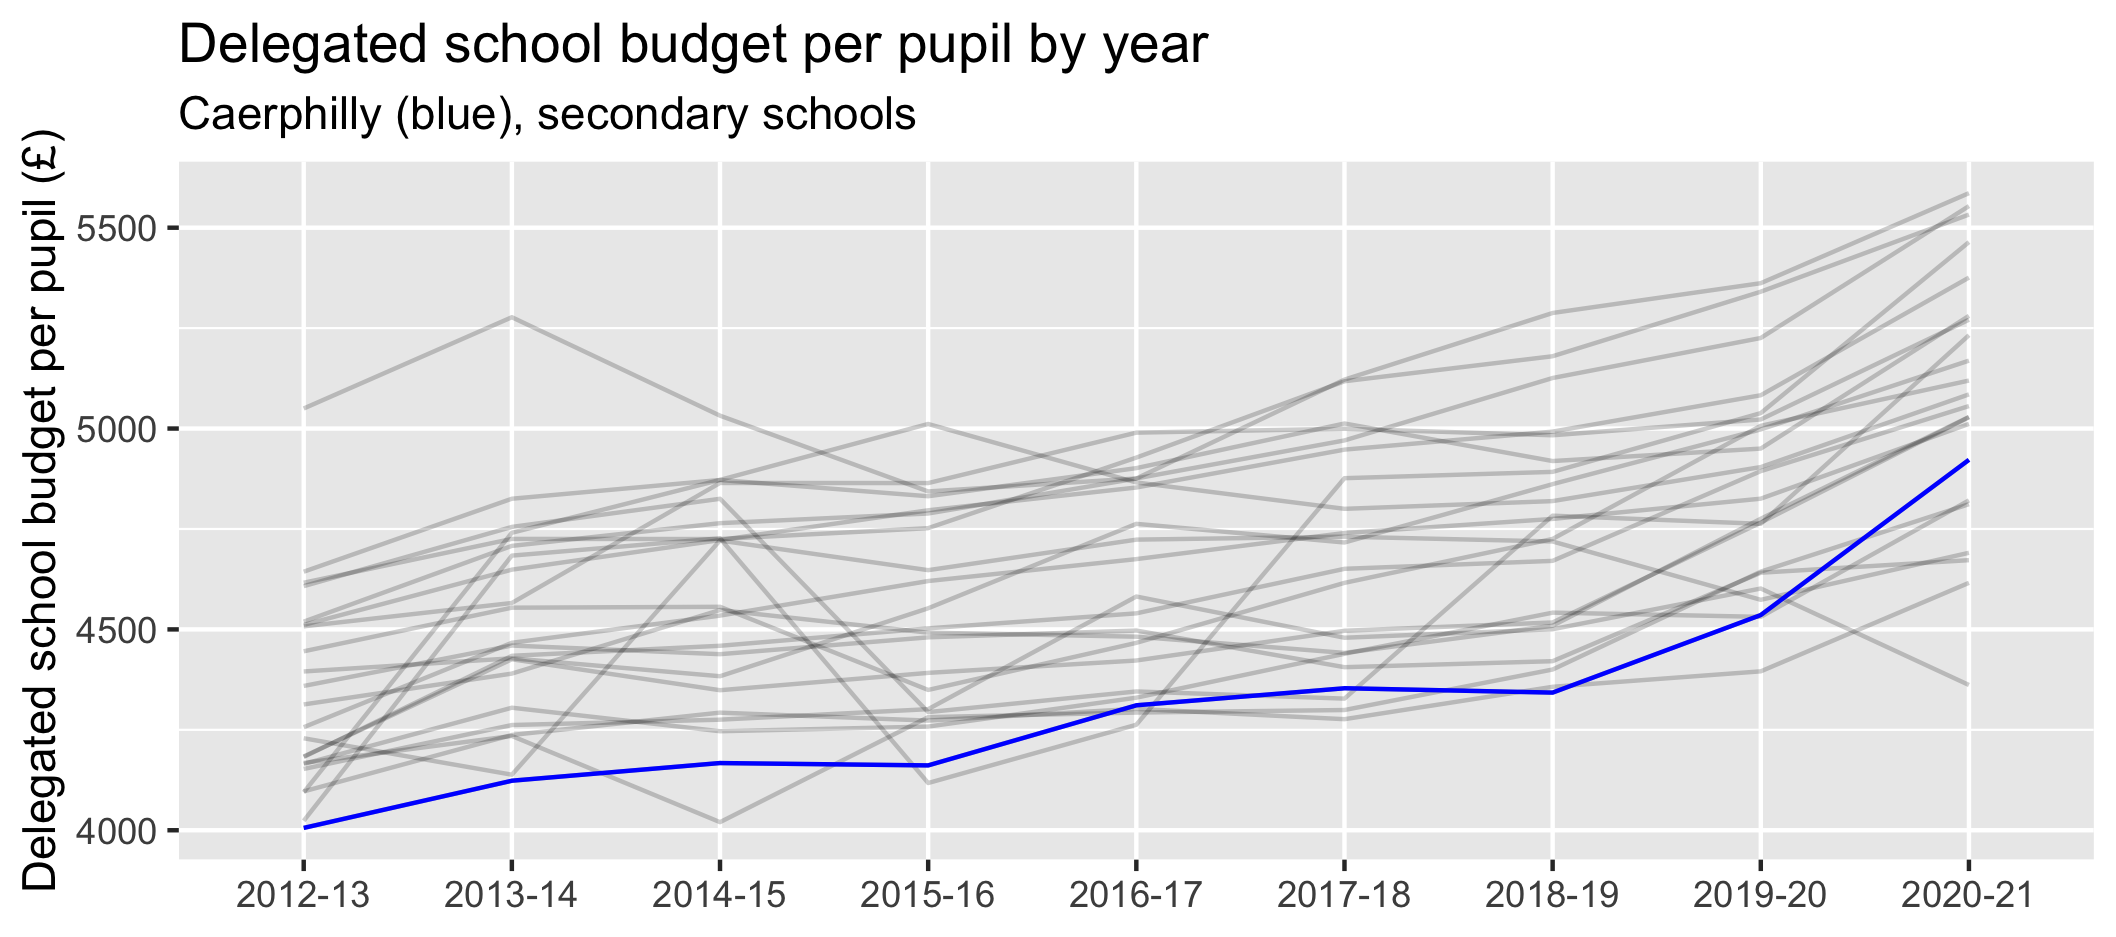 Delegated school budget per pupil by year
Caerphilly (blue), secondary schools
Delegated school budget per pupil (£)
5500
5000
4500
4000
2012-13 2013-14 2014-15 2015-16 2016-17 2017-18 2018-19 2019-20 2020-21